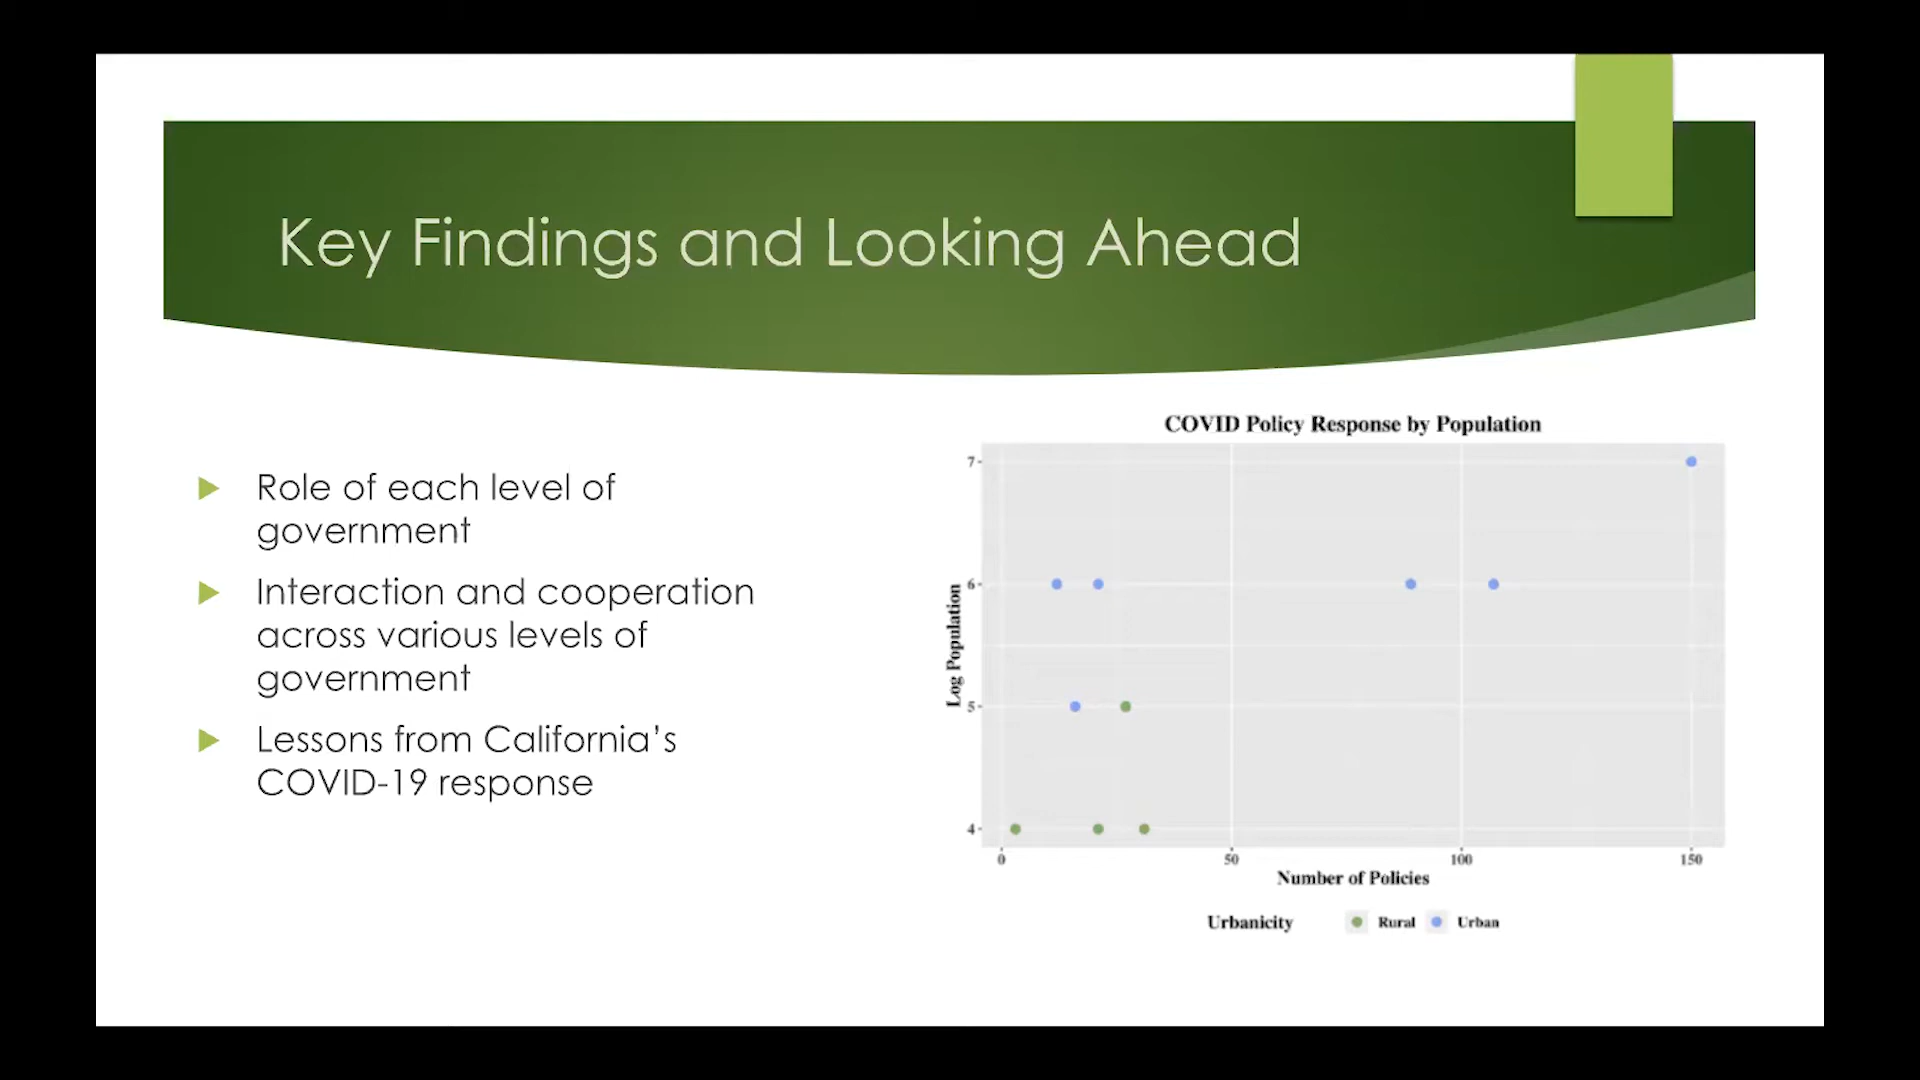 Key Findings and Looking Ahead
Role of each level of
government
Interaction and cooperation
across various levels of
government
Lessons from California’s
COVID-19 response
COVID Policy Response by Population
Log Population
7
6
5
4
0 50 100 150
Number of Policies
Urbanicity Rural Urban